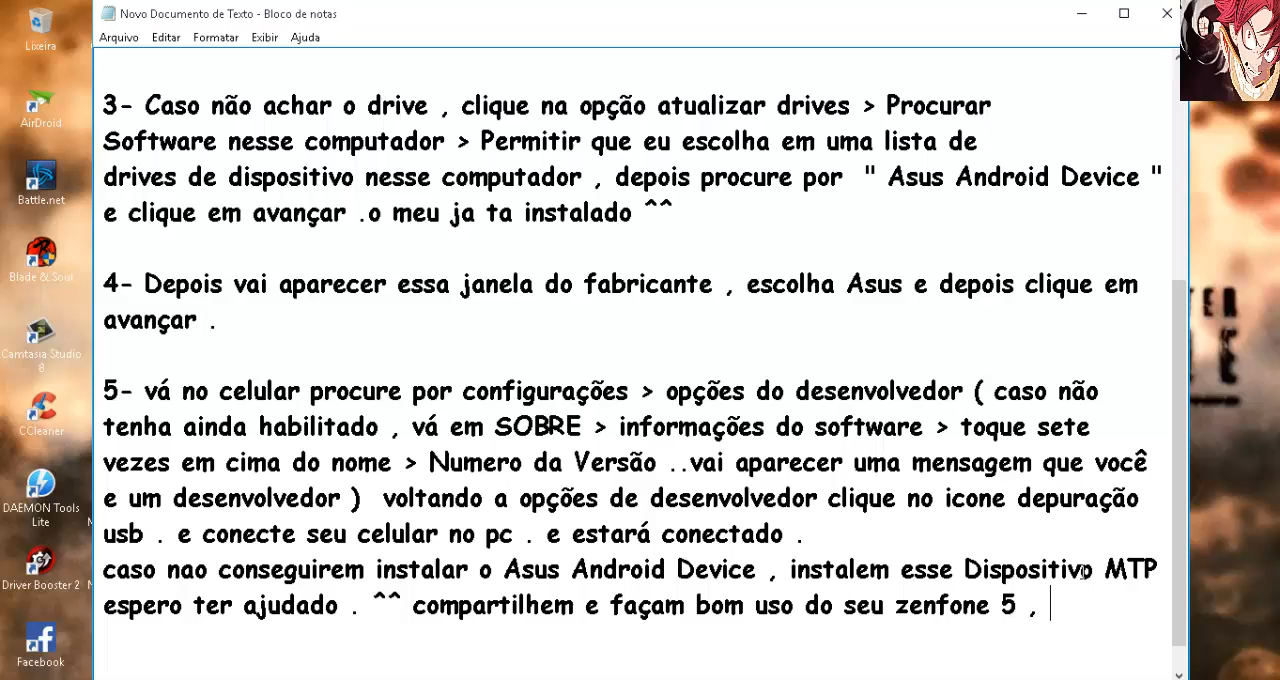 Novo Documento de Texto - Bloco de notas
Arquivo Editar Formatar Exibir Ajuda
Lixeira
AirDroid
Battle.net
Blade & Soul
Camtasia Studio
8
CCleaner
DAEMON Tools
Lite
Driver Booster 2
Facebook
3- Caso não achar o drive , clique na opção atualizar drives > Procurar
Software nesse computador > Permitir que eu escolha em uma lista de
drives de dispositivo nesse computador , depois procure por " Asus Android Device "
e clique em avançar .o meu ja ta instalado ^^
4- Depois vai aparecer essa janela do fabricante , escolha Asus e depois clique em
avançar .
5- vá no celular procure por configurações > opções do desenvolvedor ( caso não
tenha ainda habilitado , vá em SOBRE > informações do software > toque sete
vezes em cima do nome > Numero da Versão ..vai aparecer uma mensagem que você
e um desenvolvedor ) voltando a opções de desenvolvedor clique no icone depuração
usb . e conecte seu celular no pc . e estará conectado .
caso nao conseguirem instalar o Asus Android Device , instalem esse Dispositivo MTP
espero ter ajudado . ^^ compartilhem e façam bom uso do seu zenfone 5 ,